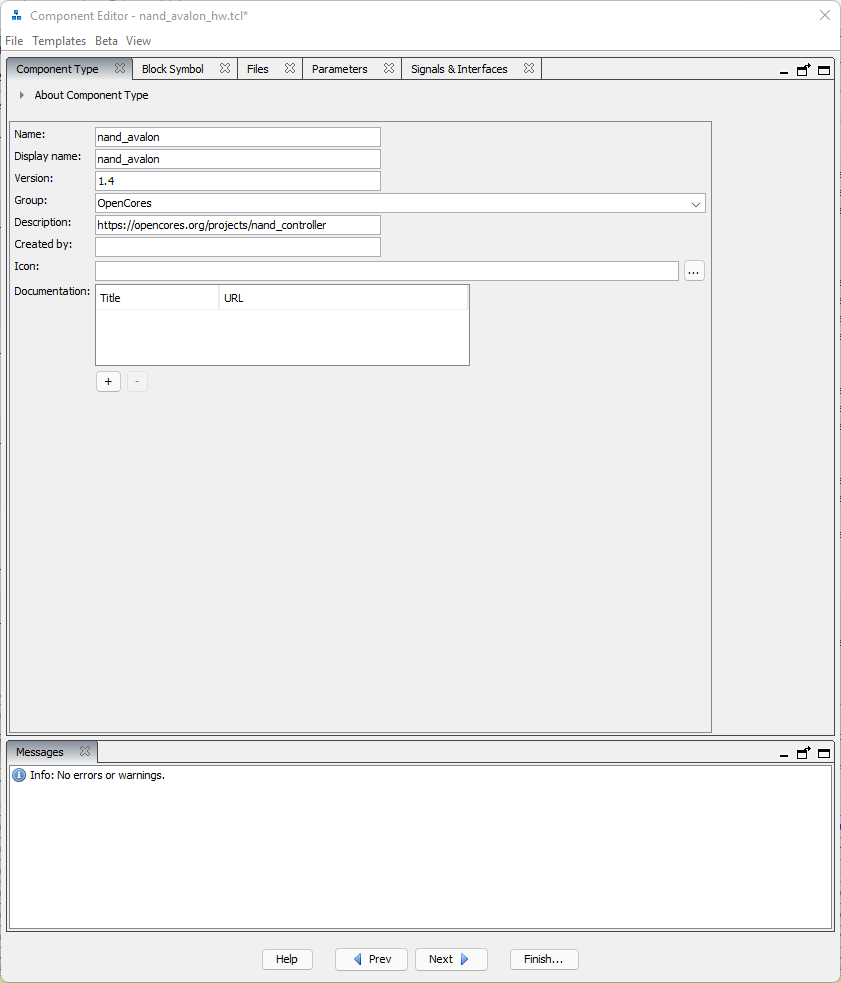 Component Editor - nand_avalon_hw.tcl*
File Templates Beta View
Component Type Block Symbol Files Parameters Signals & Interfaces
About Component Type
Name: nand_avalon
Display name: nand_avalon
Version: 1.4
Group: OpenCores
Description: https://opencores.org/projects/nand_controller
Created by:
Icon: ...
Documentation: Title URL
+ -
Messages
Info: No errors or warnings.
Help Prev Next Finish...